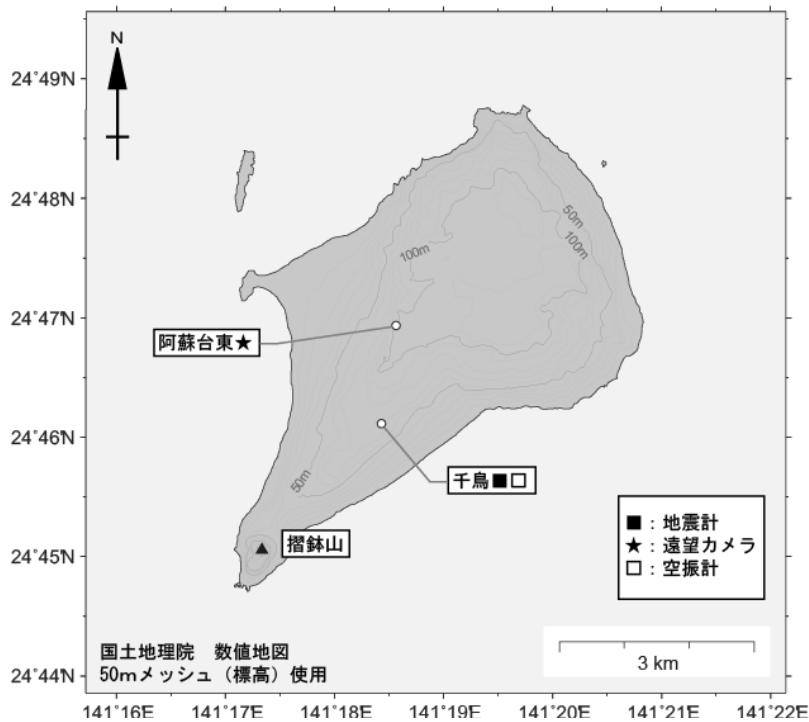 N
24°49'N
24°48'N
24°47'N
24°46'N
24°45'N
24°44'N
50m
100m
100m
阿蘇台東★
千鳥■□
50m
摺鉢山
■：地震計
★：遠望カメラ
□：空振計
国土地理院　数値地図
50mメッシュ（標高）使用
3 km
141°16'E
141°17'E
141°18'E
141°19'E
141°20'E
141°21'E
141°22'E